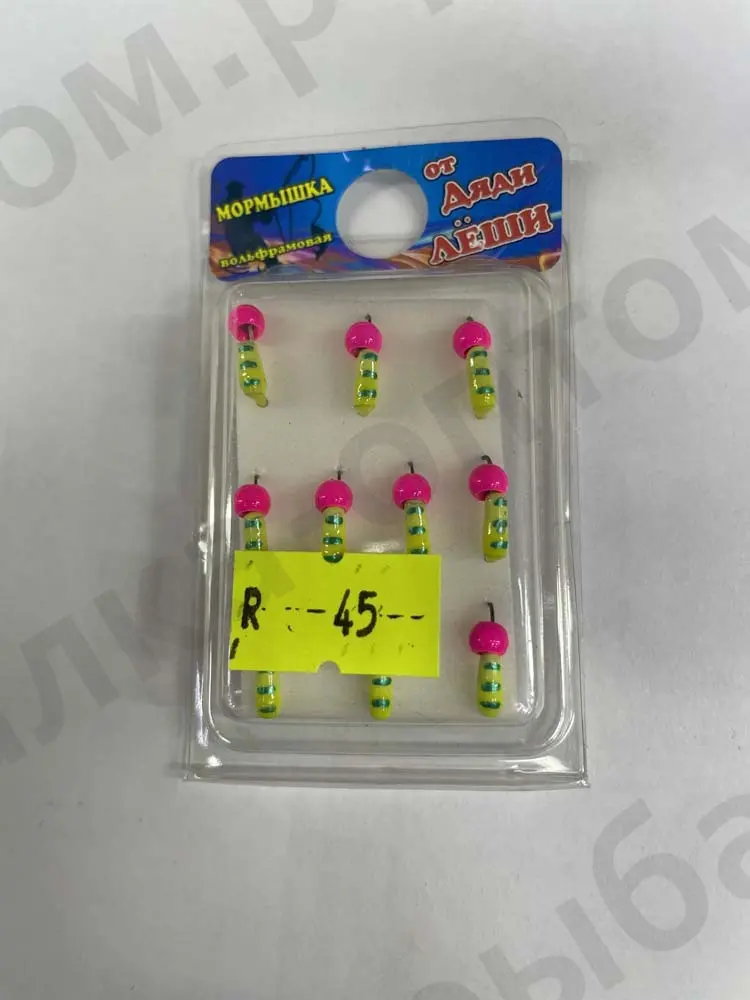 МОРМЫШКА
вольфрамовая
от
Дяди
ЛЁШИ
R -- 45 --